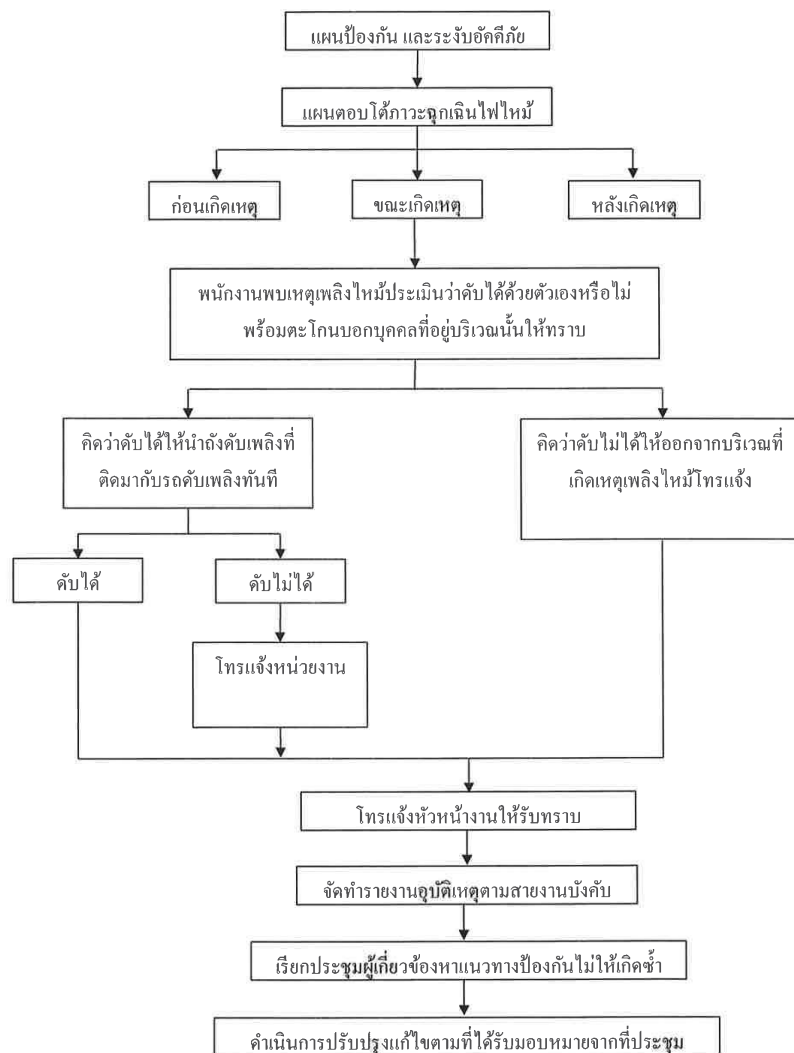 แผนป้องกัน และระงับอัคคีภัย
แผนตอบโต้ภาวะฉุกเฉินไฟไหม้
ก่อนเกิดเหตุ
ขณะเกิดเหตุ
หลังเกิดเหตุ
พนักงานพบเหตุเพลิงไหม้ประเมินว่าดับได้ด้วยตัวเองหรือไม่
พร้อมตะโกนบอกบุคคลที่อยู่บริเวณนั้นให้ทราบ
คิดว่าดับได้ให้นำถังดับเพลิงที่
ติดมากับรถดับเพลิงทันที
คิดว่าดับไม่ได้ให้ออกจากบริเวณที่
เกิดเหตุเพลิงไหม้โทรแจ้ง
ดับได้
ดับไม่ได้
โทรแจ้งหน่วยงาน
โทรแจ้งหัวหน้างานให้รับทราบ
จัดทำรายงานอุบัติเหตุตามสายงานบังคับ
เรียกประชุมผู้เกี่ยวข้องหาแนวทางป้องกันไม่ให้เกิดซ้ำ
ดำเนินการปรับปรุงแก้ไขตามที่ได้รับมอบหมายจากที่ประชุม